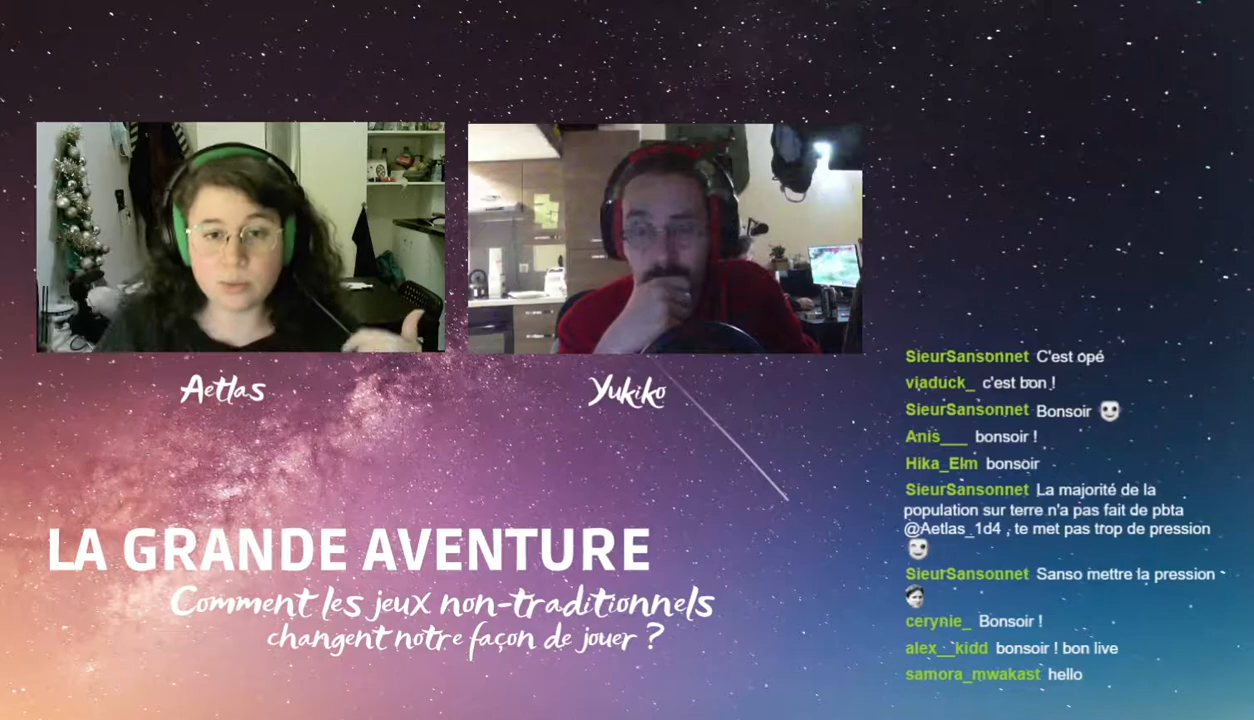 Aetlas
Yukiko
LA GRANDE AVENTURE
Comment les jeux non-traditionnels
changent notre façon de jouer ?
SieurSansonnet C'est opé
viaduck_ c'est bon !
SieurSansonnet Bonsoir
Anis___ bonsoir !
Hika_Elm bonsoir
SieurSansonnet La majorité de la
population sur terre n'a pas fait de pbta
@Aetlas_1d4 , te met pas trop de pression
SieurSansonnet Sanso mettre la pression
cerynie_ Bonsoir !
alex__kidd bonsoir ! bon live
samora_mwakast hello